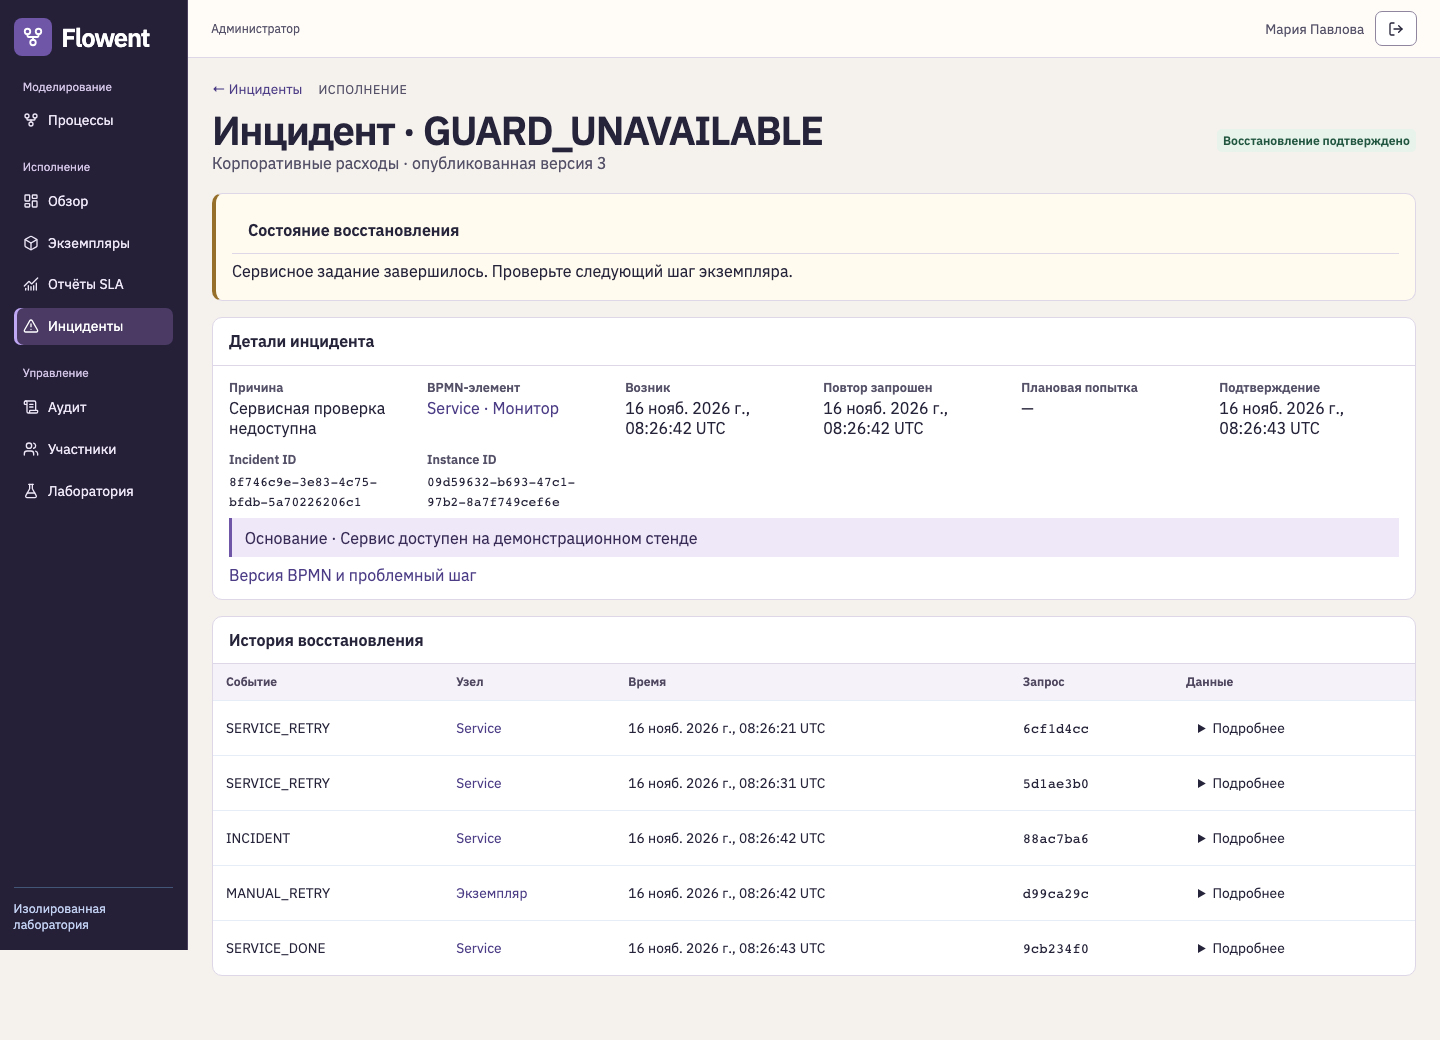 Flowent
Моделирование
Процессы
Исполнение
Обзор
Экземпляры
Отчёты SLA
Инциденты
Управление
Аудит
Участники
Лаборатория
Изолированная
лаборатория
Администратор
Мария Павлова
← Инциденты ИСПОЛНЕНИЕ
Инцидент · GUARD_UNAVAILABLE
Корпоративные расходы · опубликованная версия 3
Восстановление подтверждено
Состояние восстановления
Сервисное задание завершилось. Проверьте следующий шаг экземпляра.
Детали инцидента
Причина
Сервисная проверка
недоступна
BPMN-элемент
Service · Монитор
Возник
16 нояб. 2026 г.,
08:26:42 UTC
Повтор запрошен
16 нояб. 2026 г.,
08:26:42 UTC
Плановая попытка
—
Подтверждение
16 нояб. 2026 г.,
08:26:43 UTC
Incident ID
8f746c9e-3e83-4c75-
bfdb-5a70226206c1
Instance ID
09d59632-b693-47c1-
97b2-8a7f749cef6e
Основание · Сервис доступен на демонстрационном стенде
Версия BPMN и проблемный шаг
История восстановления
Событие Узел Время Запрос Данные
SERVICE_RETRY Service 16 нояб. 2026 г., 08:26:21 UTC 6cf1d4cc ▶ Подробнее
SERVICE_RETRY Service 16 нояб. 2026 г., 08:26:31 UTC 5d1ae3b0 ▶ Подробнее
INCIDENT Service 16 нояб. 2026 г., 08:26:42 UTC 88ac7ba6 ▶ Подробнее
MANUAL_RETRY Экземпляр 16 нояб. 2026 г., 08:26:42 UTC d99ca29c ▶ Подробнее
SERVICE_DONE Service 16 нояб. 2026 г., 08:26:43 UTC 9cb234f0 ▶ Подробнее